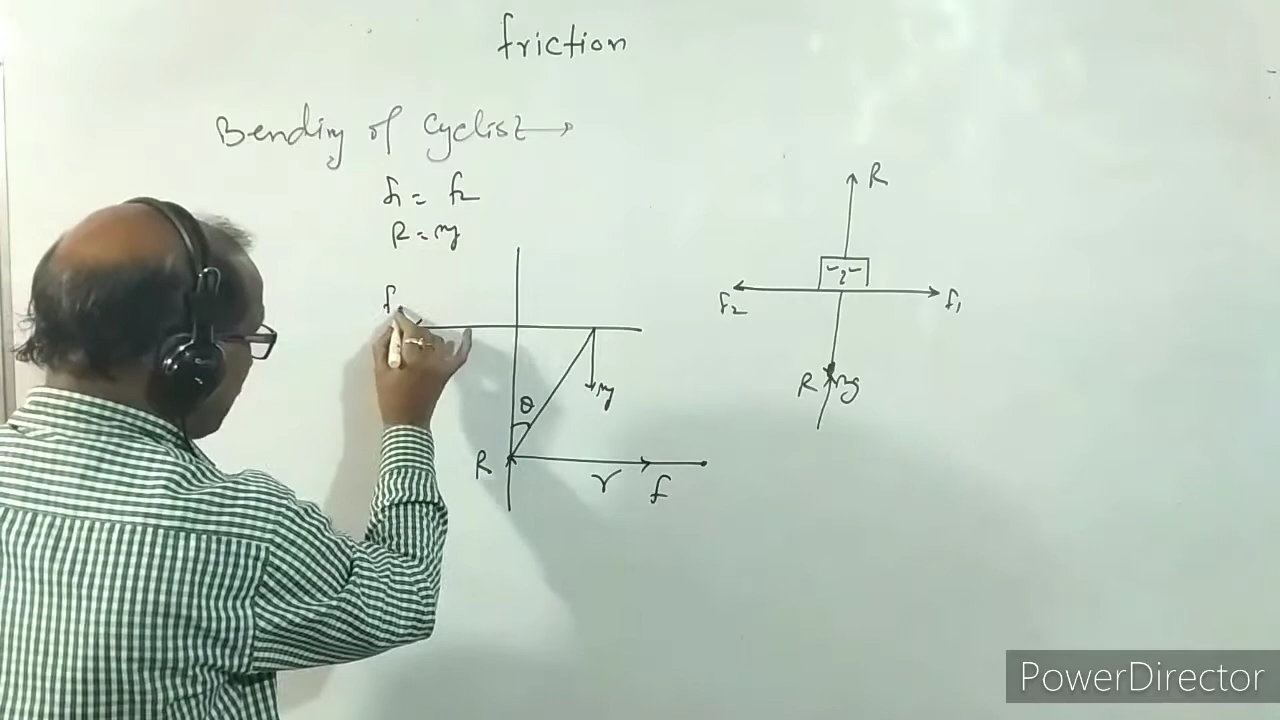 friction
Bending of cyclist →
f1 = f2
R = mg
f
θ
mg
R
r
f
R
f2
f1
R mg
PowerDirector